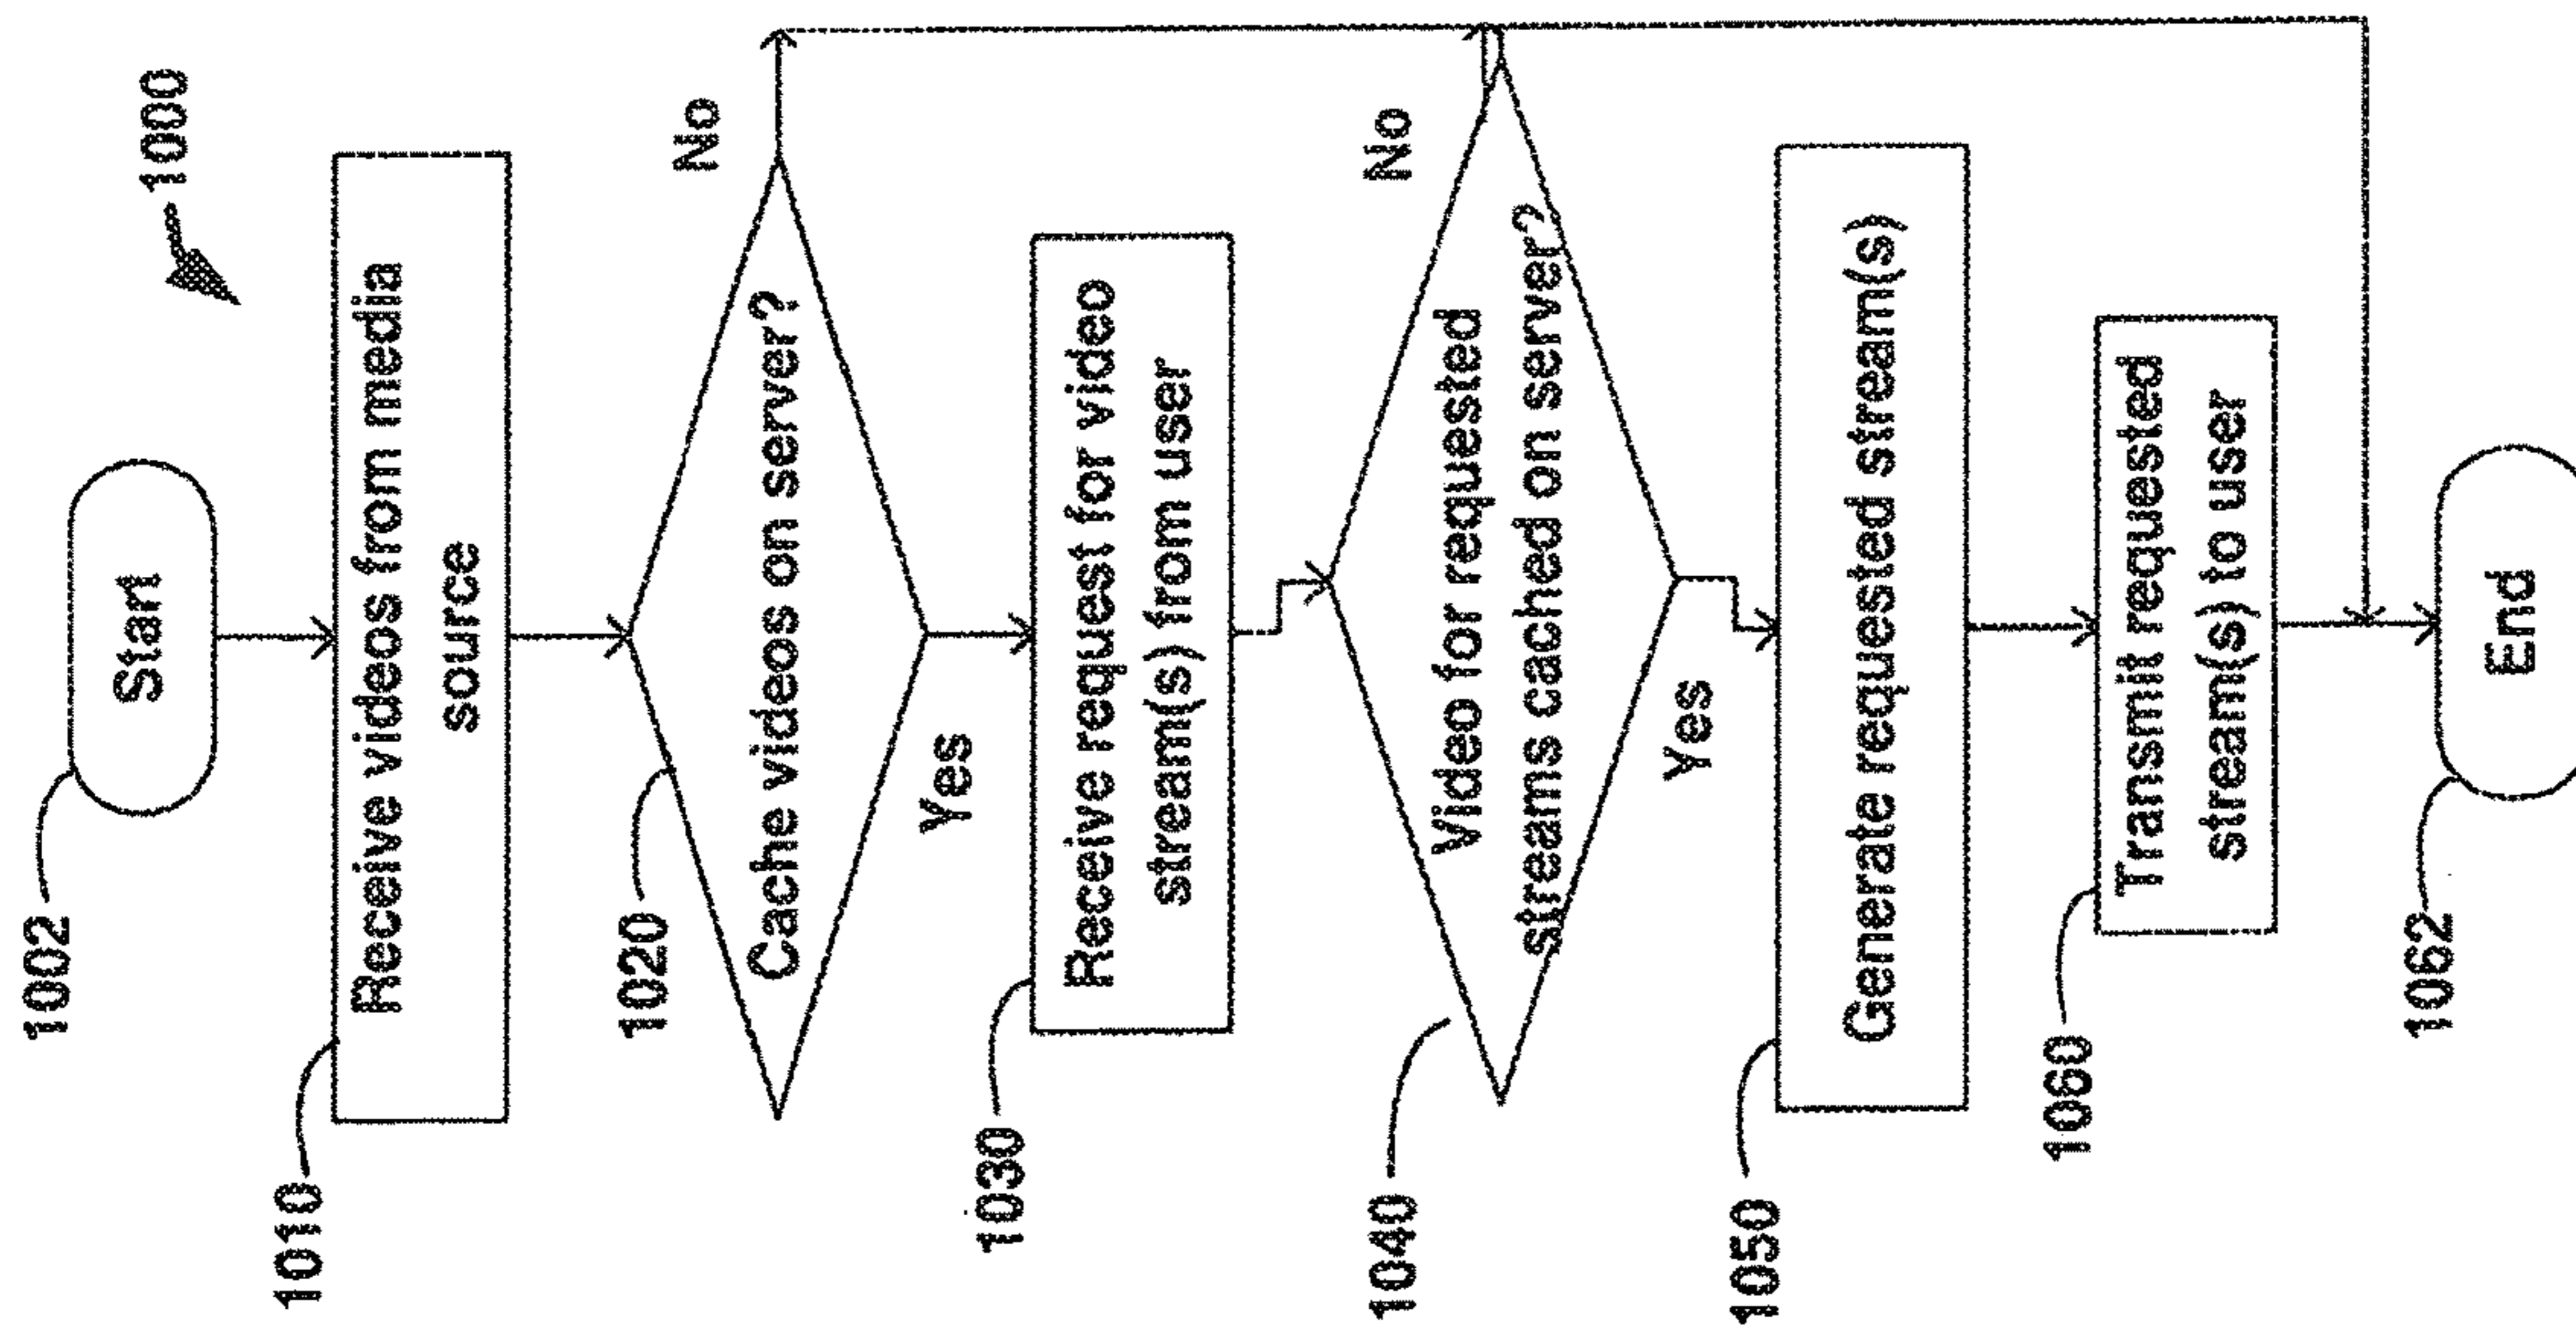 1000
1002
Start
1010
Receive videos from media
source
1020
Cache videos on server?
No
Yes
1030
Receive request for video
stream(s) from user
1040
Video for requested
streams cached on server?
No
Yes
1050
Generate requested stream(s)
1060
Transmit requested
stream(s) to user
1062
End